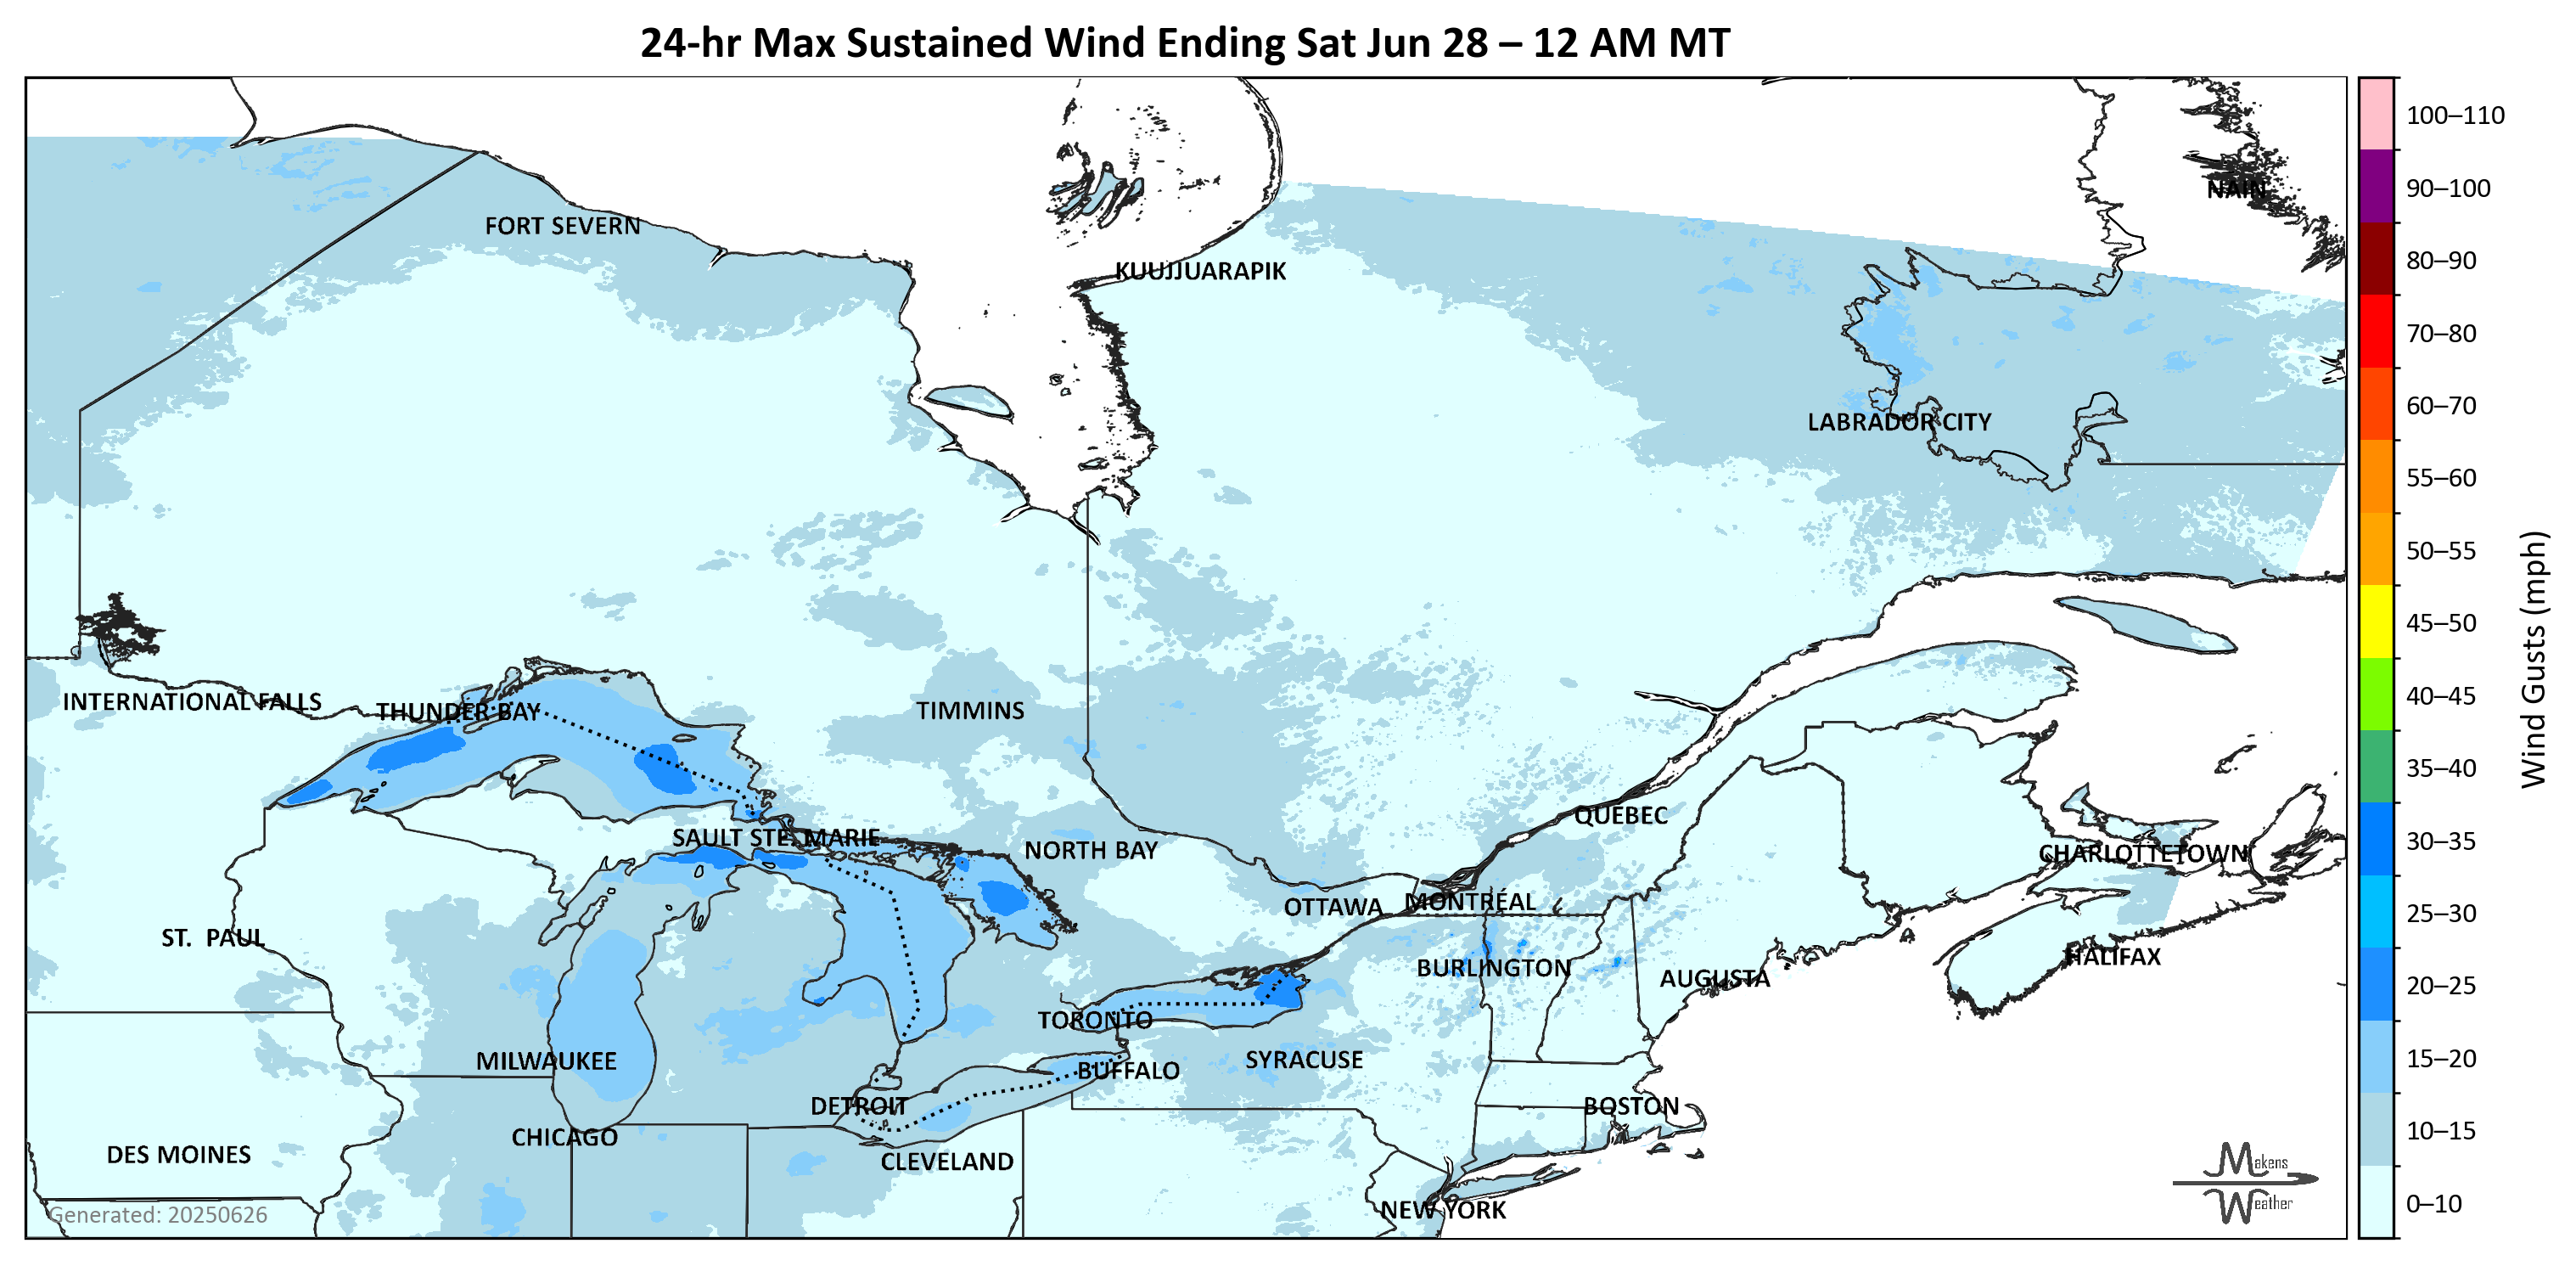 24-hr Max Sustained Wind Ending Sat Jun 28 – 12 AM MT
100–110
90–100
80–90
70–80
60–70
55–60
50–55
45–50
40–45
35–40
30–35
25–30
20–25
15–20
10–15
0–10
Wind Gusts (mph)
NAIN
FORT SEVERN
KUUJJUARAPIK
LABRADOR CITY
INTERNATIONAL FALLS
THUNDER BAY
TIMMINS
QUÉBEC
SAULT STE. MARIE
NORTH BAY
CHARLOTTETOWN
OTTAWA
MONTRÉAL
ST. PAUL
HALIFAX
BURLINGTON
AUGUSTA
TORONTO
MILWAUKEE
BUFFALO
SYRACUSE
DETROIT
BOSTON
CHICAGO
DES MOINES
CLEVELAND
NEW YORK
Makens
Weather
Generated: 20250626